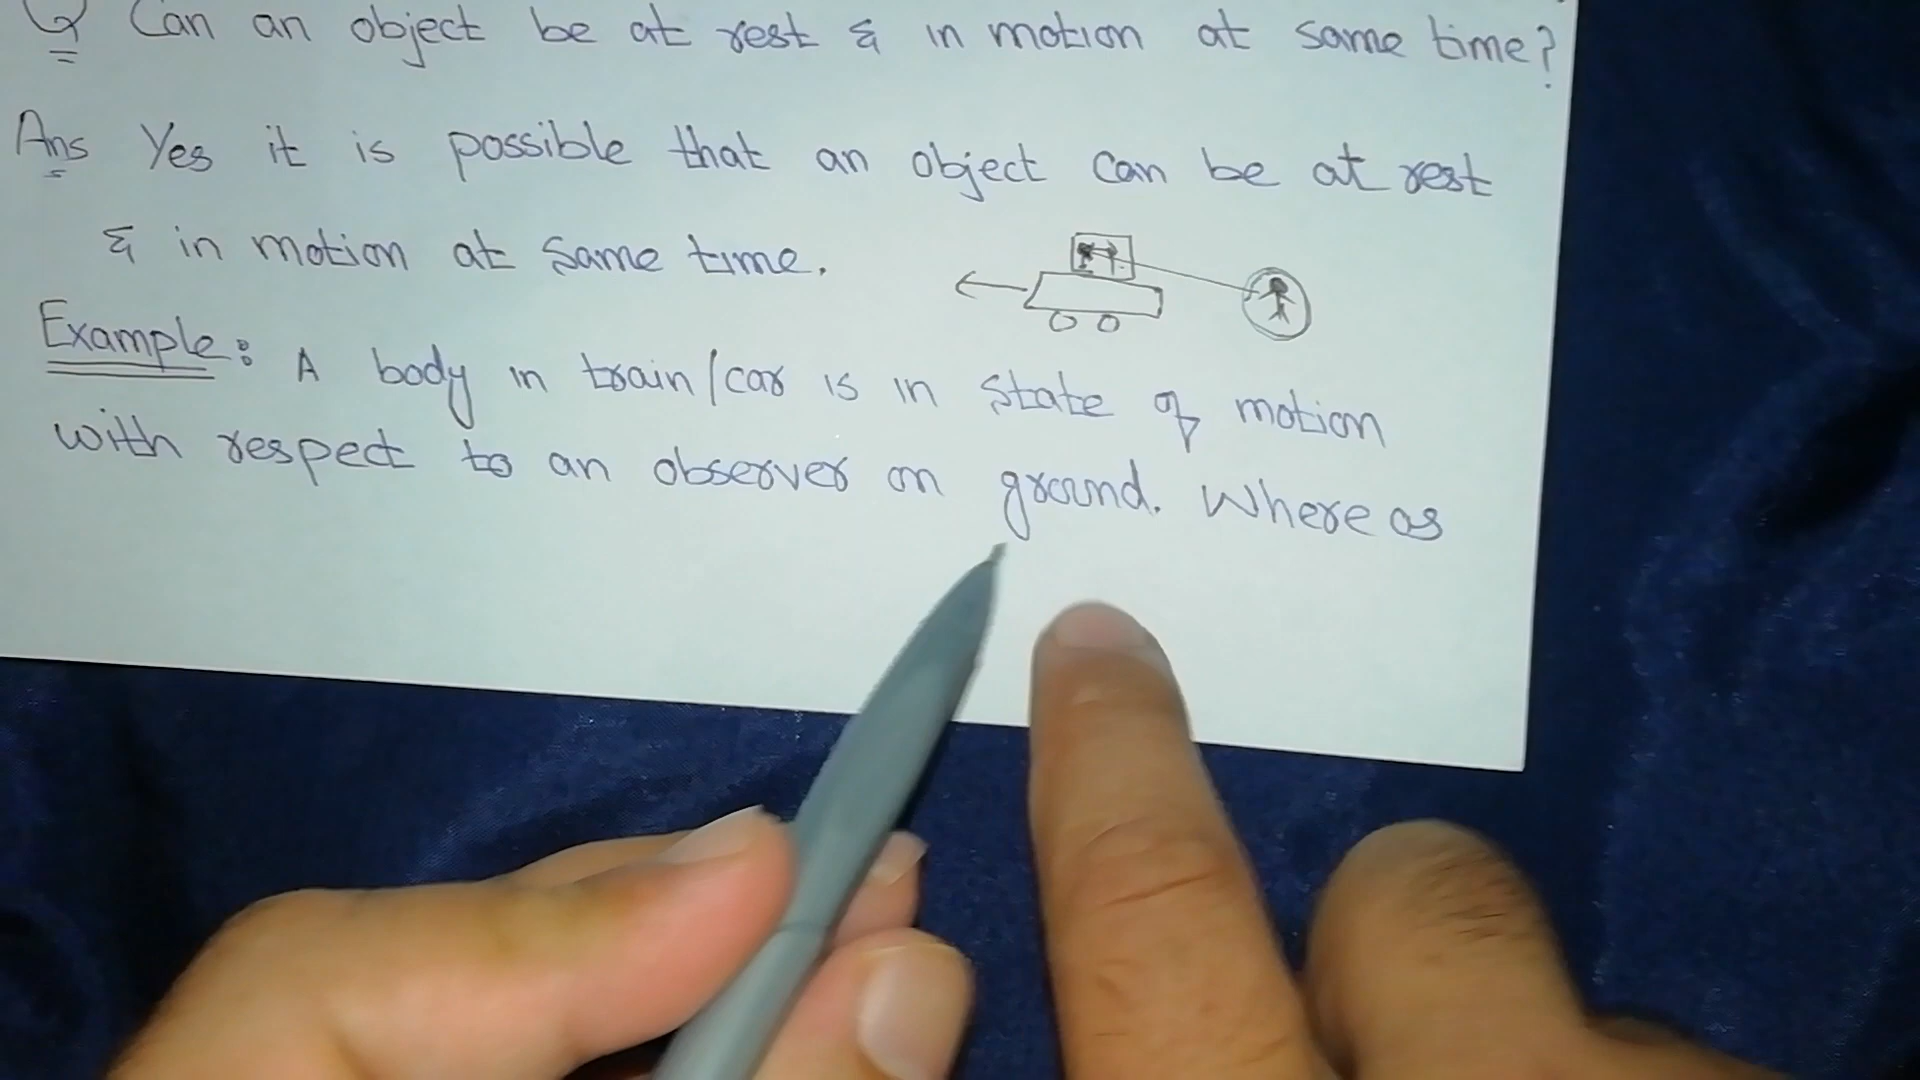 Q Can an object be at rest & in motion at same time?
Ans Yes it is possible that an object can be at rest
& in motion at same time.
Example: A body in train/car is in state of motion
with respect to an observer on ground. Where as